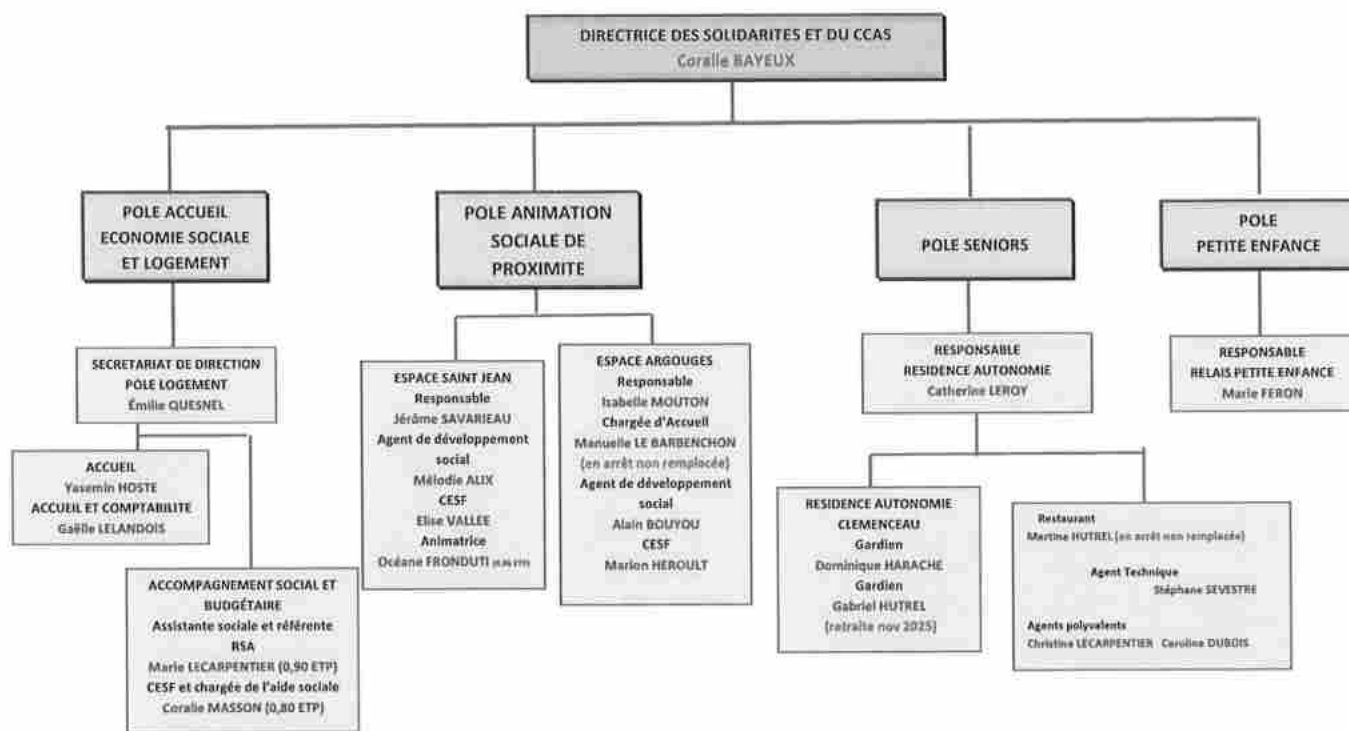 DIRECTRICE DES SOLIDARITES ET DU CCAS
Coralie BAYEUX
POLE ACCUEIL
ECONOMIE SOCIALE
ET LOGEMENT
SECRETARIAT DE DIRECTION
POLE LOGEMENT
Émilie QUESNEL
ACCUEIL
Yasemin HOSTE
ACCUEIL ET COMPTABILITE
Gaëlle LELANDOIS
ACCOMPAGNEMENT SOCIAL ET
BUDGÉTAIRE
Assistante sociale et référente
RSA
Marie LECARPENTIER (0,90 ETP)
CESF et chargée de l'aide sociale
Coralie MASSON (0,80 ETP)
POLE ANIMATION
SOCIALE DE
PROXIMITE
ESPACE SAINT JEAN
Responsable
Jérôme SAVARIEAU
Agent de développement
social
Mélodie ALIX
CESF
Elise VALLEE
Animatrice
Océane FRONDUTI
ESPACE ARGOUGES
Responsable
Isabelle MOUTON
Chargée d'Accueil
Manuelle LE BARBENCHON
(en arrêt non remplacée)
Agent de développement
social
Alain BOUYOU
CESF
Marion HEROULT
POLE SENIORS
RESPONSABLE
RESIDENCE AUTONOMIE
Catherine LEROY
RESIDENCE AUTONOMIE
CLEMENCEAU
Gardien
Dominique HARACHE
Gardien
Gabriel HUTREL
(retraite nov 2025)
Restaurant
Martine HUTREL (en arrêt non remplacée)
Agent Technique
Stéphane SEVESTRE
Agents polyvalents
Christine LECARPENTIER Caroline DUBOIS
POLE
PETITE ENFANCE
RESPONSABLE
RELAIS PETITE ENFANCE
Marie FERON